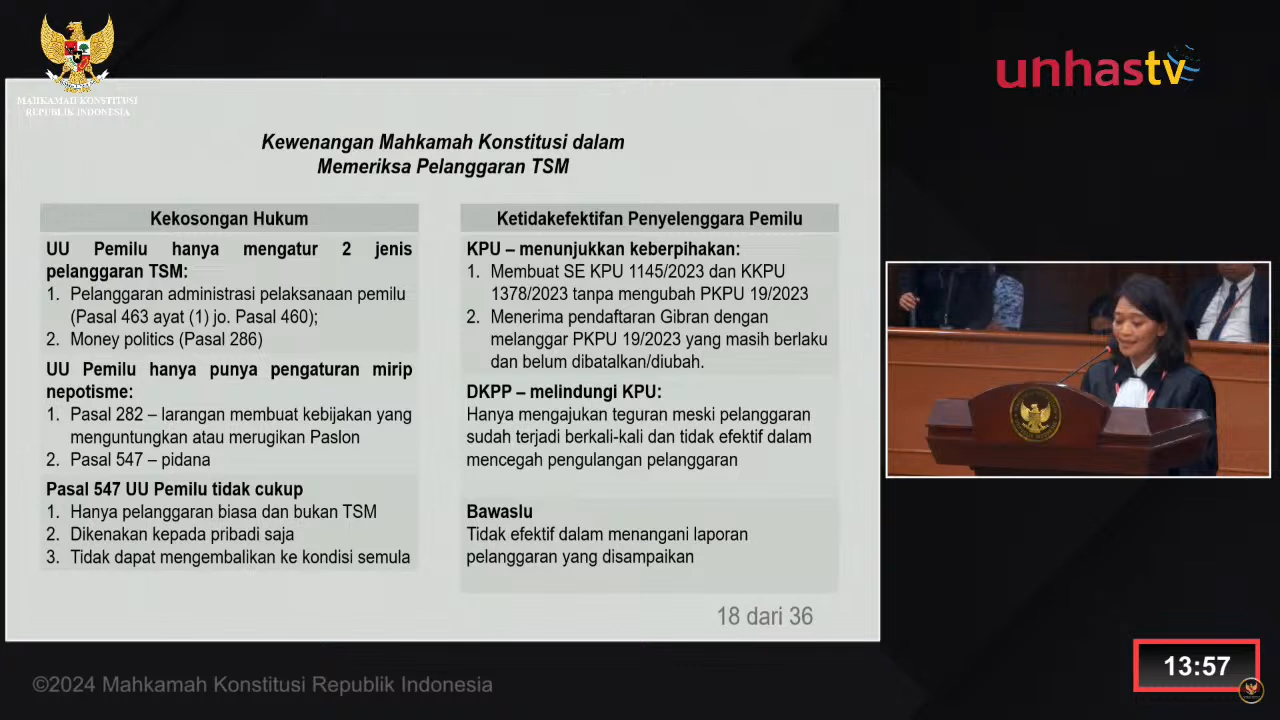 MAHKAMAH KONSTITUSI
REPUBLIK INDONESIA
unhastv
Kewenangan Mahkamah Konstitusi dalam
Memeriksa Pelanggaran TSM
Kekosongan Hukum
UU Pemilu hanya mengatur 2 jenis
pelanggaran TSM:
1. Pelanggaran administrasi pelaksanaan pemilu
(Pasal 463 ayat (1) jo. Pasal 460);
2. Money politics (Pasal 286)
UU Pemilu hanya punya pengaturan mirip
nepotisme:
1. Pasal 282 – larangan membuat kebijakan yang
menguntungkan atau merugikan Paslon
2. Pasal 547 – pidana
Pasal 547 UU Pemilu tidak cukup
1. Hanya pelanggaran biasa dan bukan TSM
2. Dikenakan kepada pribadi saja
3. Tidak dapat mengembalikan ke kondisi semula
Ketidakefektifan Penyelenggara Pemilu
KPU – menunjukkan keberpihakan:
1. Membuat SE KPU 1145/2023 dan KKPU
1378/2023 tanpa mengubah PKPU 19/2023
2. Menerima pendaftaran Gibran dengan
melanggar PKPU 19/2023 yang masih berlaku
dan belum dibatalkan/diubah.
DKPP – melindungi KPU:
Hanya mengajukan teguran meski pelanggaran
sudah terjadi berkali-kali dan tidak efektif dalam
mencegah pengulangan pelanggaran
Bawaslu
Tidak efektif dalam menangani laporan
pelanggaran yang disampaikan
18 dari 36
13:57
©2024 Mahkamah Konstitusi Republik Indonesia